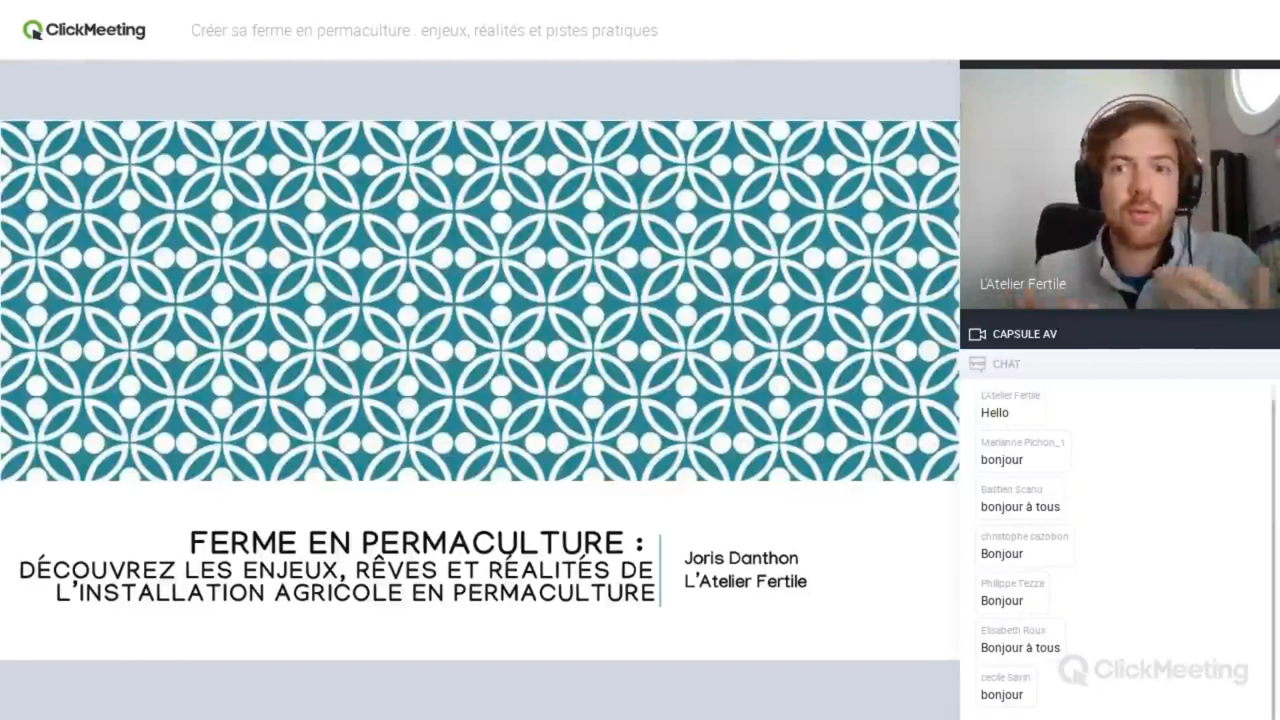 ClickMeeting
Créer sa ferme en permaculture . enjeux, réalités et pistes pratiques
L'Atelier Fertile
CAPSULE AV
CHAT
L'Atelier Fertile
Hello
Marianne Pichon_1
bonjour
Bastien Scanu
bonjour à tous
christophe cazobon
Bonjour
Philippe Tezza
Bonjour
Elisabeth Roux
Bonjour à tous
cecile Savin
bonjour
ClickMeeting
FERME EN PERMACULTURE :
DÉCOUVREZ LES ENJEUX, RÊVES ET RÉALITÉS DE
L'INSTALLATION AGRICOLE EN PERMACULTURE
Joris Danthon
L'Atelier Fertile